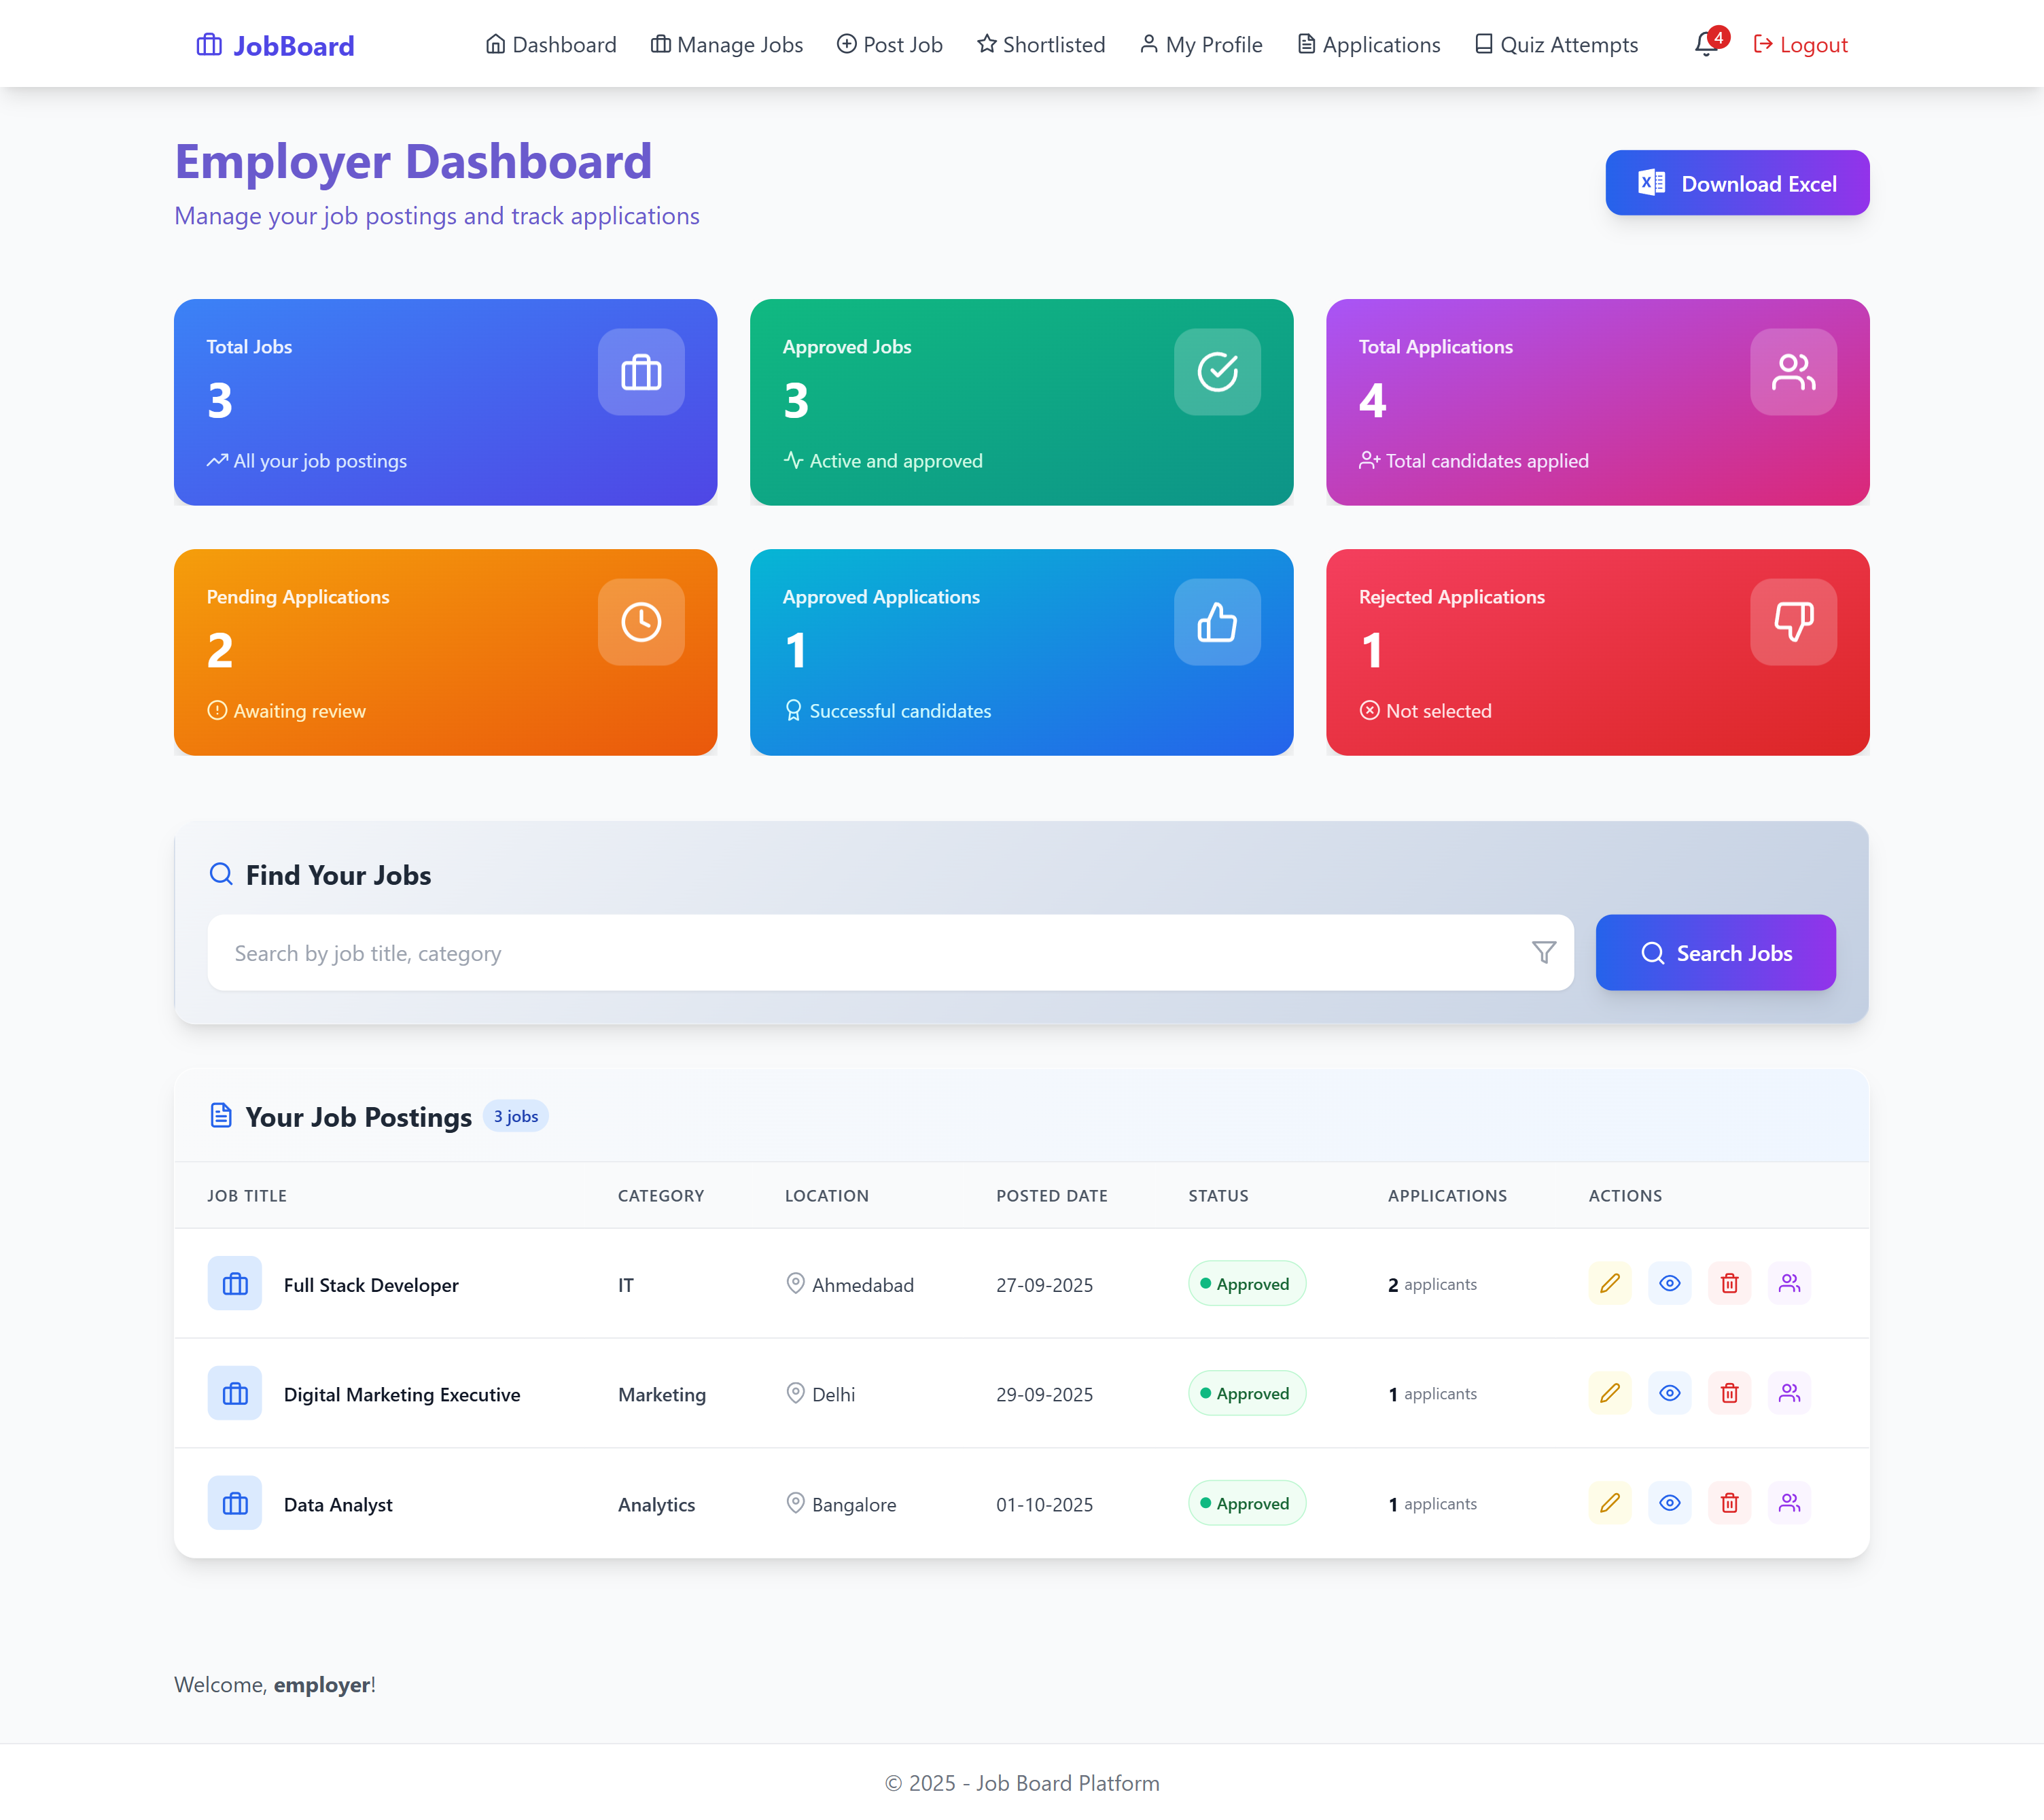 JobBoard
Dashboard Manage Jobs Post Job Shortlisted My Profile Applications Quiz Attempts 4 Logout
Employer Dashboard
Manage your job postings and track applications
Download Excel
Total Jobs
3
All your job postings
Approved Jobs
3
Active and approved
Total Applications
4
Total candidates applied
Pending Applications
2
Awaiting review
Approved Applications
1
Successful candidates
Rejected Applications
1
Not selected
Find Your Jobs
Search by job title, category
Search Jobs
Your Job Postings 3 jobs
JOB TITLE CATEGORY LOCATION POSTED DATE STATUS APPLICATIONS ACTIONS
Full Stack Developer IT Ahmedabad 27-09-2025 Approved 2 applicants
Digital Marketing Executive Marketing Delhi 29-09-2025 Approved 1 applicants
Data Analyst Analytics Bangalore 01-10-2025 Approved 1 applicants
Welcome, employer!
© 2025 - Job Board Platform